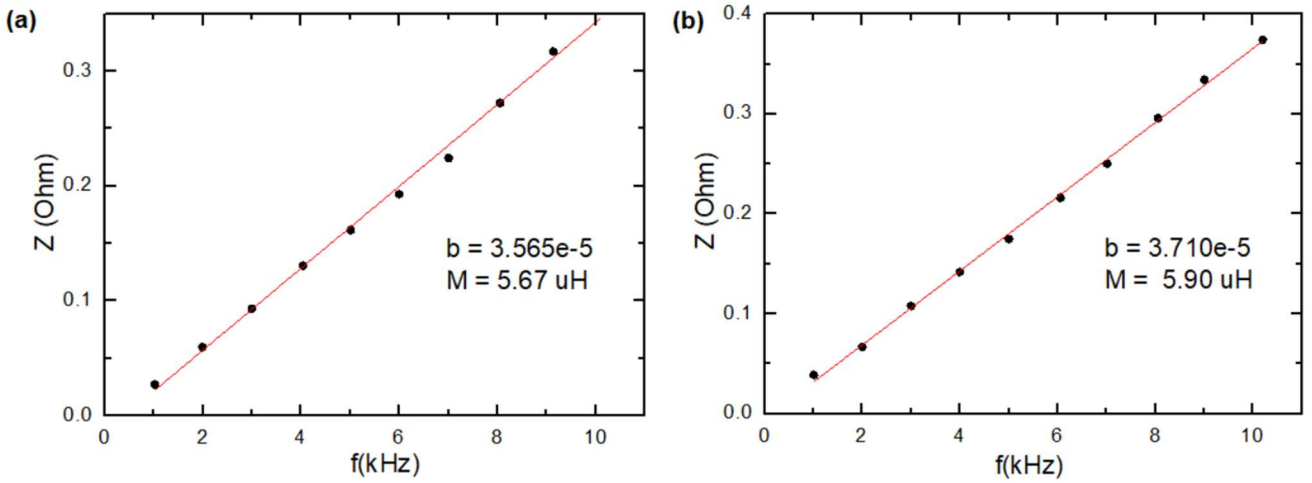 (a)
0.3
0.2
0.1
0.0
Z (Ohm)
b = 3.565e-5
M = 5.67 uH
0 2 4 6 8 10
f(kHz)
(b)
0.4
0.3
0.2
0.1
0.0
Z (Ohm)
b = 3.710e-5
M = 5.90 uH
0 2 4 6 8 10
f(kHz)